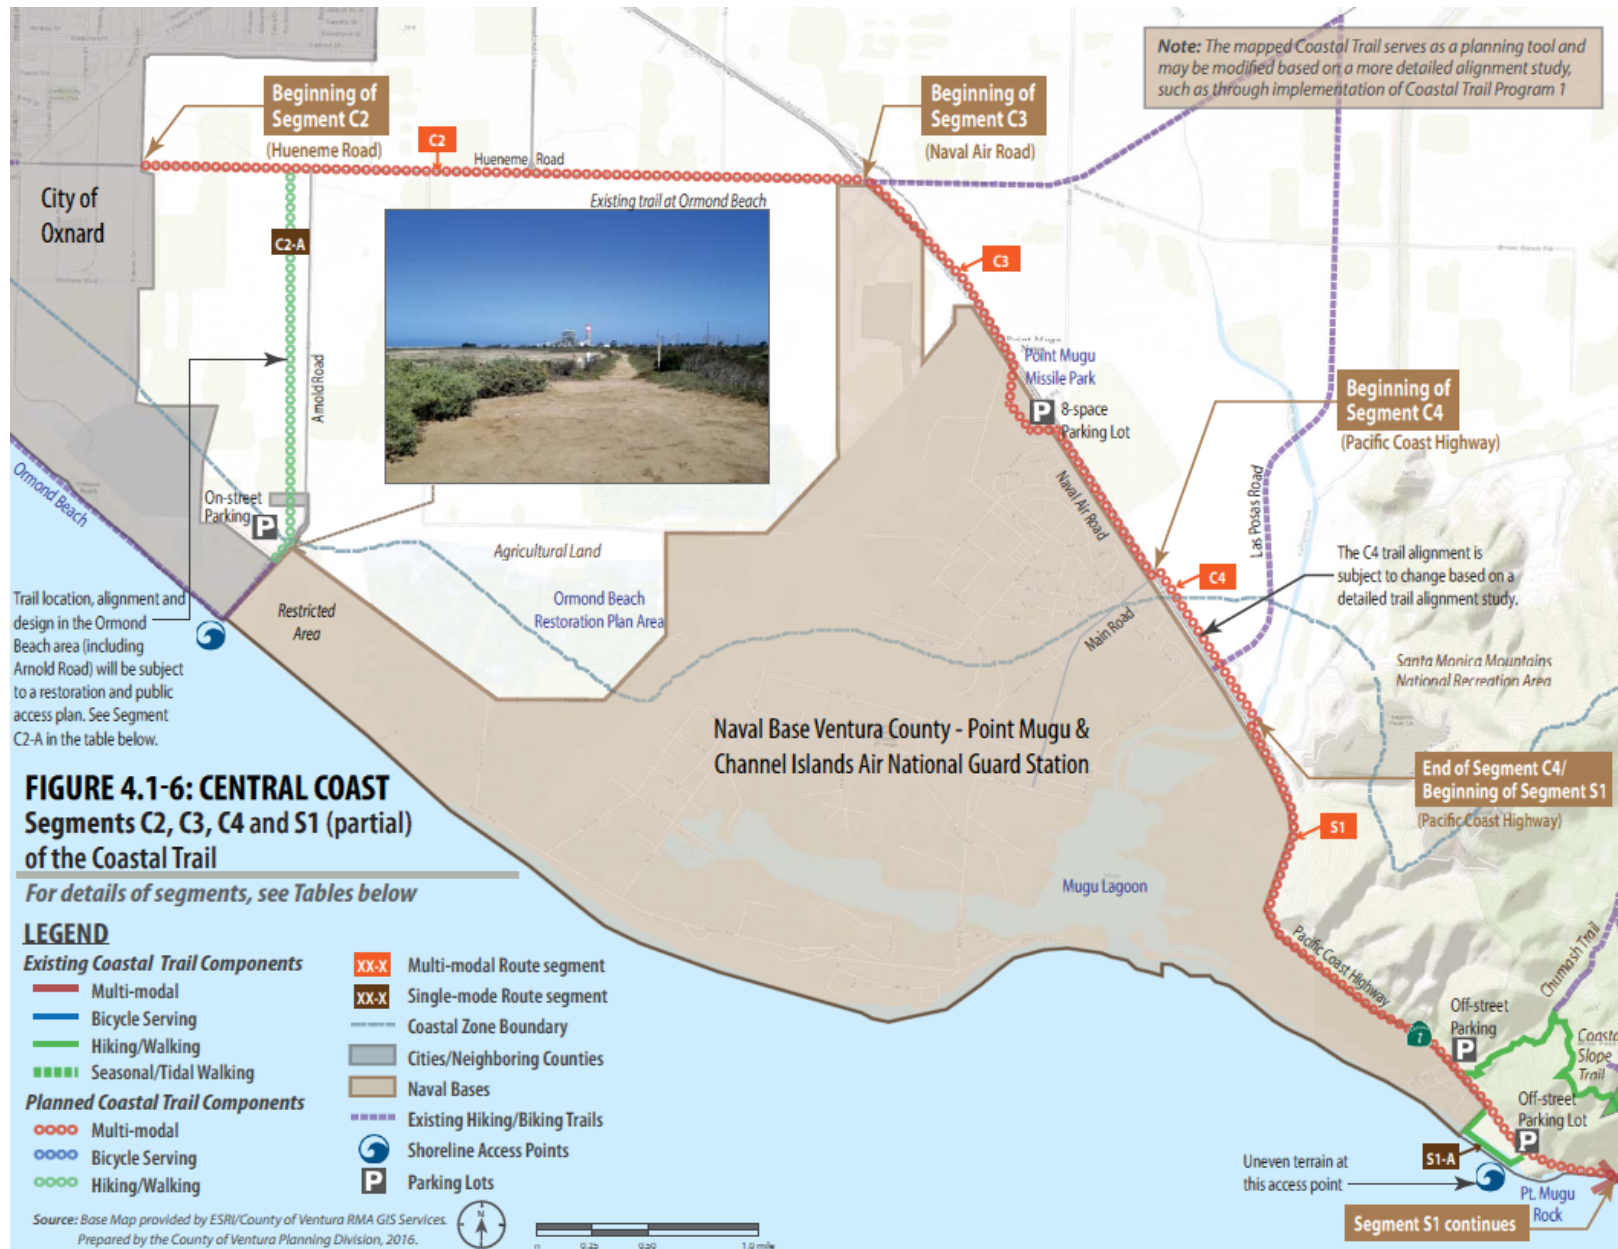 Note: The mapped Coastal Trail serves as a planning tool and
may be modified based on a more detailed alignment study,
such as through implementation of Coastal Trail Program 1
Beginning of
Segment C2
(Hueneme Road)
C2
Hueneme Road
Beginning of
Segment C3
(Naval Air Road)
City of
Oxnard
Existing trail at Ormond Beach
C2-A
C3
Arnold Road
Point Mugu
Missile Park
P
8-space
Parking Lot
Beginning of
Segment C4
(Pacific Coast Highway)
Ormond Beach
On-street
Parking
P
Naval Air Road
Las Posas Road
Agricultural Land
The C4 trail alignment is
subject to change based on a
detailed trail alignment study.
C4
Ormond Beach
Restoration Plan Area
Restricted
Area
Main Road
Trail location, alignment and
design in the Ormond
Beach area (including
Arnold Road) will be subject
to a restoration and public
access plan. See Segment
C2-A in the table below.
Santa Monica Mountains
National Recreation Area
Naval Base Ventura County - Point Mugu &
Channel Islands Air National Guard Station
End of Segment C4/
Beginning of Segment S1
(Pacific Coast Highway)
S1
FIGURE 4.1-6: CENTRAL COAST
Segments C2, C3, C4 and S1 (partial)
of the Coastal Trail
For details of segments, see Tables below
Mugu Lagoon
Pacific Coast Highway
Chumash Trail
1
Off-street
Parking
P
Slope
Trail
Off-street
Parking Lot
P
S1-A
Uneven terrain at
this access point
Pt. Mugu
Rock
Segment S1 continues
LEGEND
Existing Coastal Trail Components
Multi-modal
Bicycle Serving
Hiking/Walking
Seasonal/Tidal Walking
Planned Coastal Trail Components
Multi-modal
Bicycle Serving
Hiking/Walking
XX-X Multi-modal Route segment
XX-X Single-mode Route segment
Coastal Zone Boundary
Cities/Neighboring Counties
Naval Bases
Existing Hiking/Biking Trails
Shoreline Access Points
P Parking Lots
Source: Base Map provided by ESRI/County of Ventura RMA GIS Services.
Prepared by the County of Ventura Planning Division, 2016.
N
0 0.25 0.50 1.0 mile